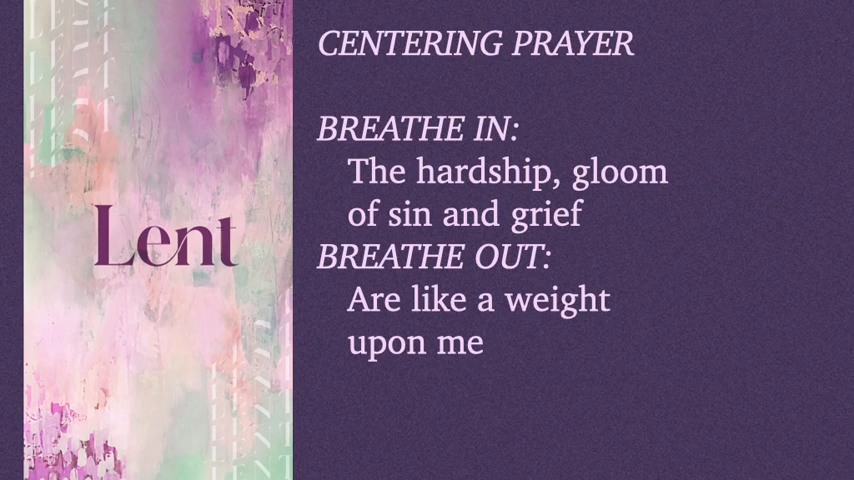 Lent
CENTERING PRAYER
BREATHE IN:
The hardship, gloom
of sin and grief
BREATHE OUT:
Are like a weight
upon me